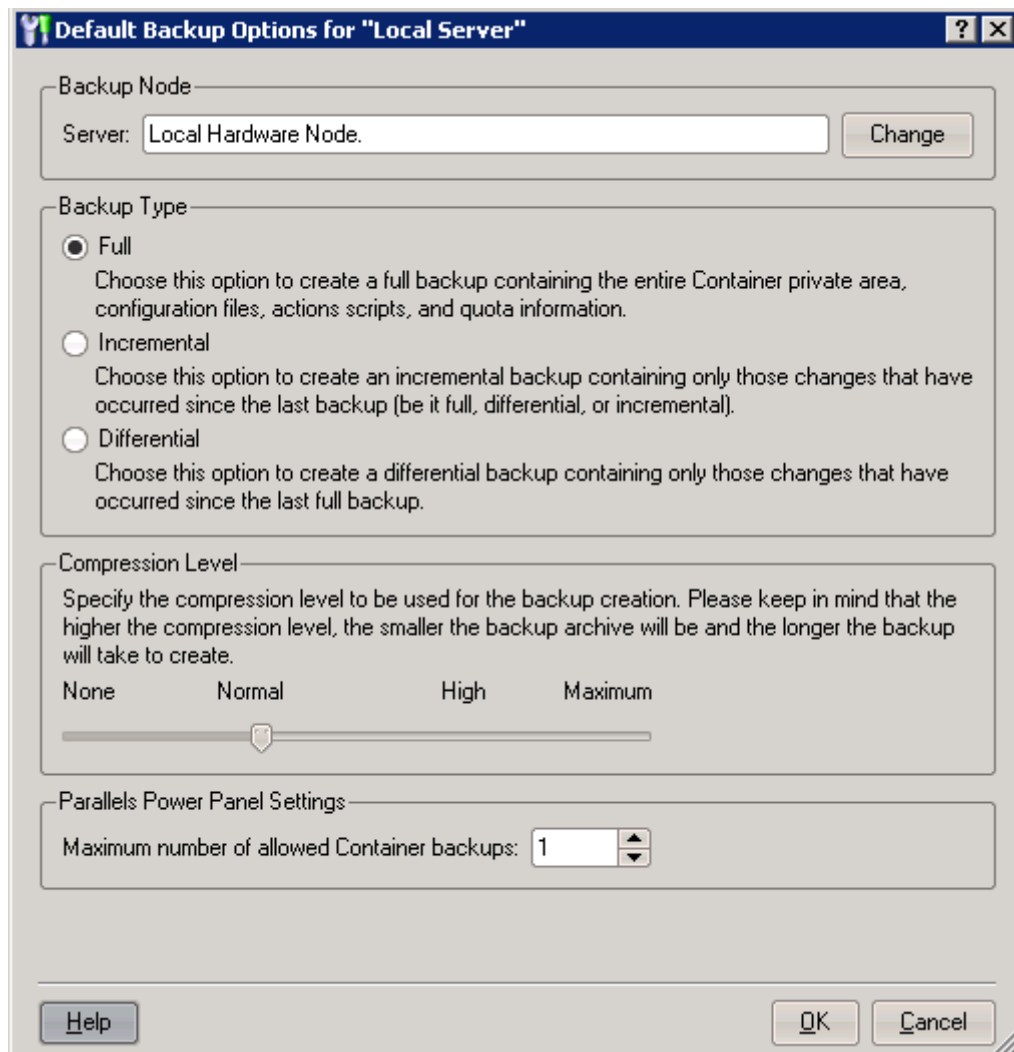 Default Backup Options for "Local Server"
Backup Node
Server: Local Hardware Node. Change
Backup Type
Full
Choose this option to create a full backup containing the entire Container private area,
configuration files, actions scripts, and quota information.
Incremental
Choose this option to create an incremental backup containing only those changes that have
occurred since the last backup (be it full, differential, or incremental).
Differential
Choose this option to create a differential backup containing only those changes that have
occurred since the last full backup.
Compression Level
Specify the compression level to be used for the backup creation. Please keep in mind that the
higher the compression level, the smaller the backup archive will be and the longer the backup
will take to create.
None Normal High Maximum
Parallels Power Panel Settings
Maximum number of allowed Container backups: 1
Help OK Cancel